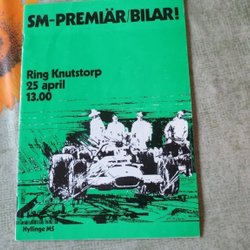 SM-PREMIÄR/BILAR!
Ring Knutstorp
25 april
13.00
Hyllinge MS